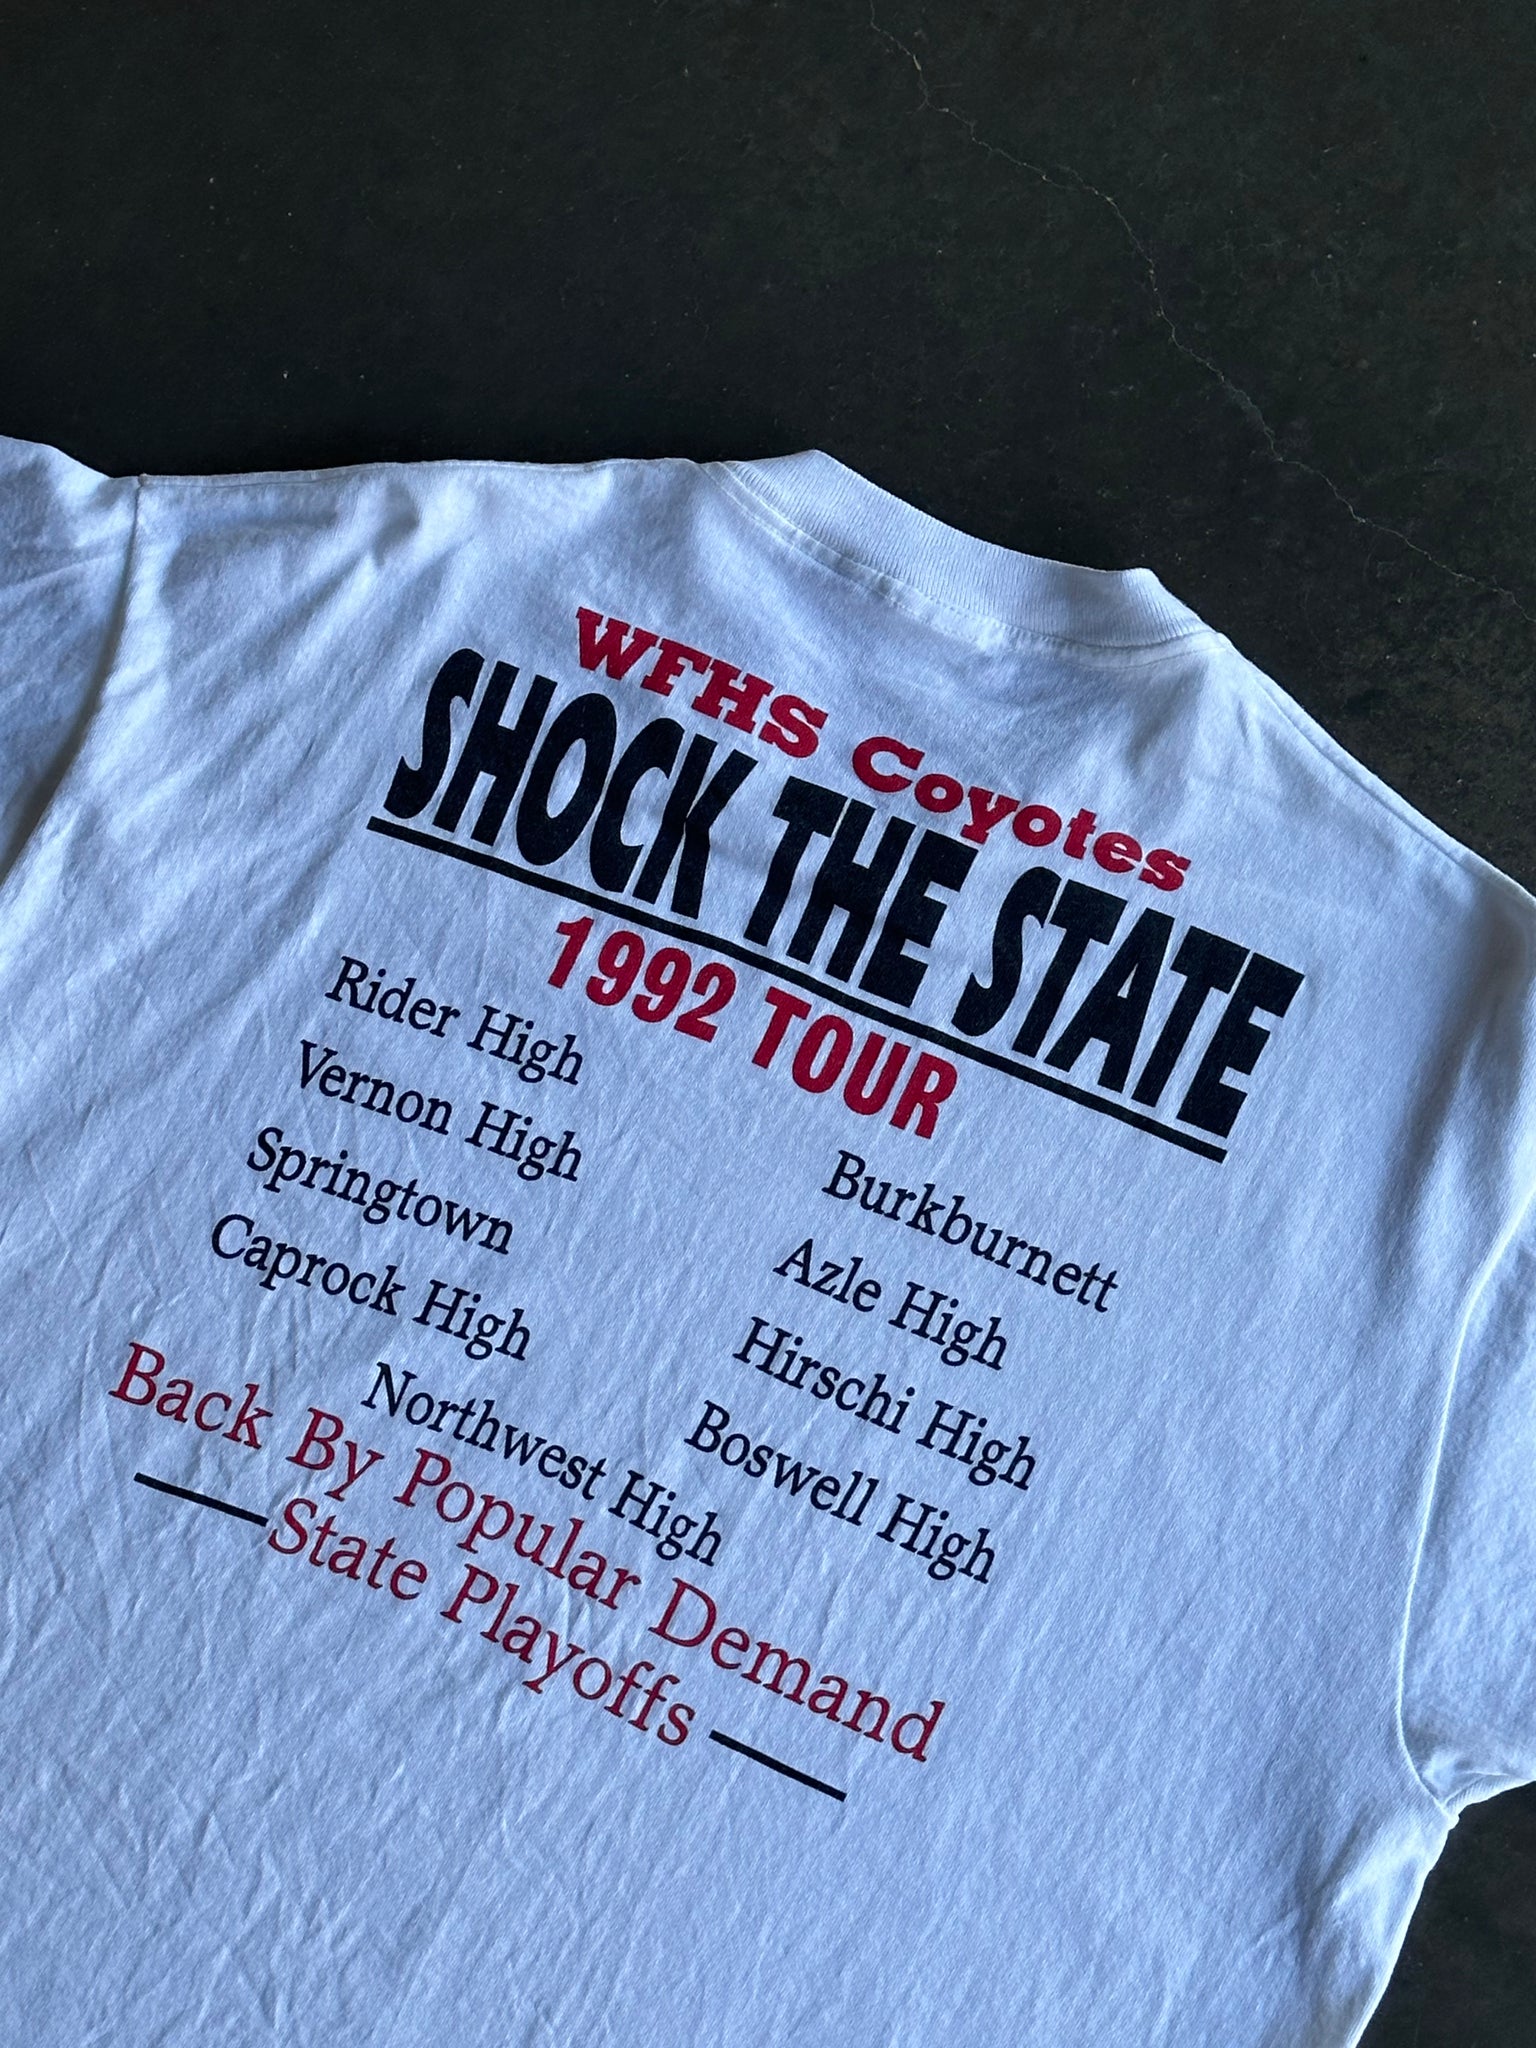 WFHS Coyotes
SHOCK THE STATE
1992 TOUR
Rider High
Vernon High
Springtown
Caprock High
Burkburnett
Azle High
Hirschi High
Boswell High
Northwest High
Back By Popular Demand
State Playoffs